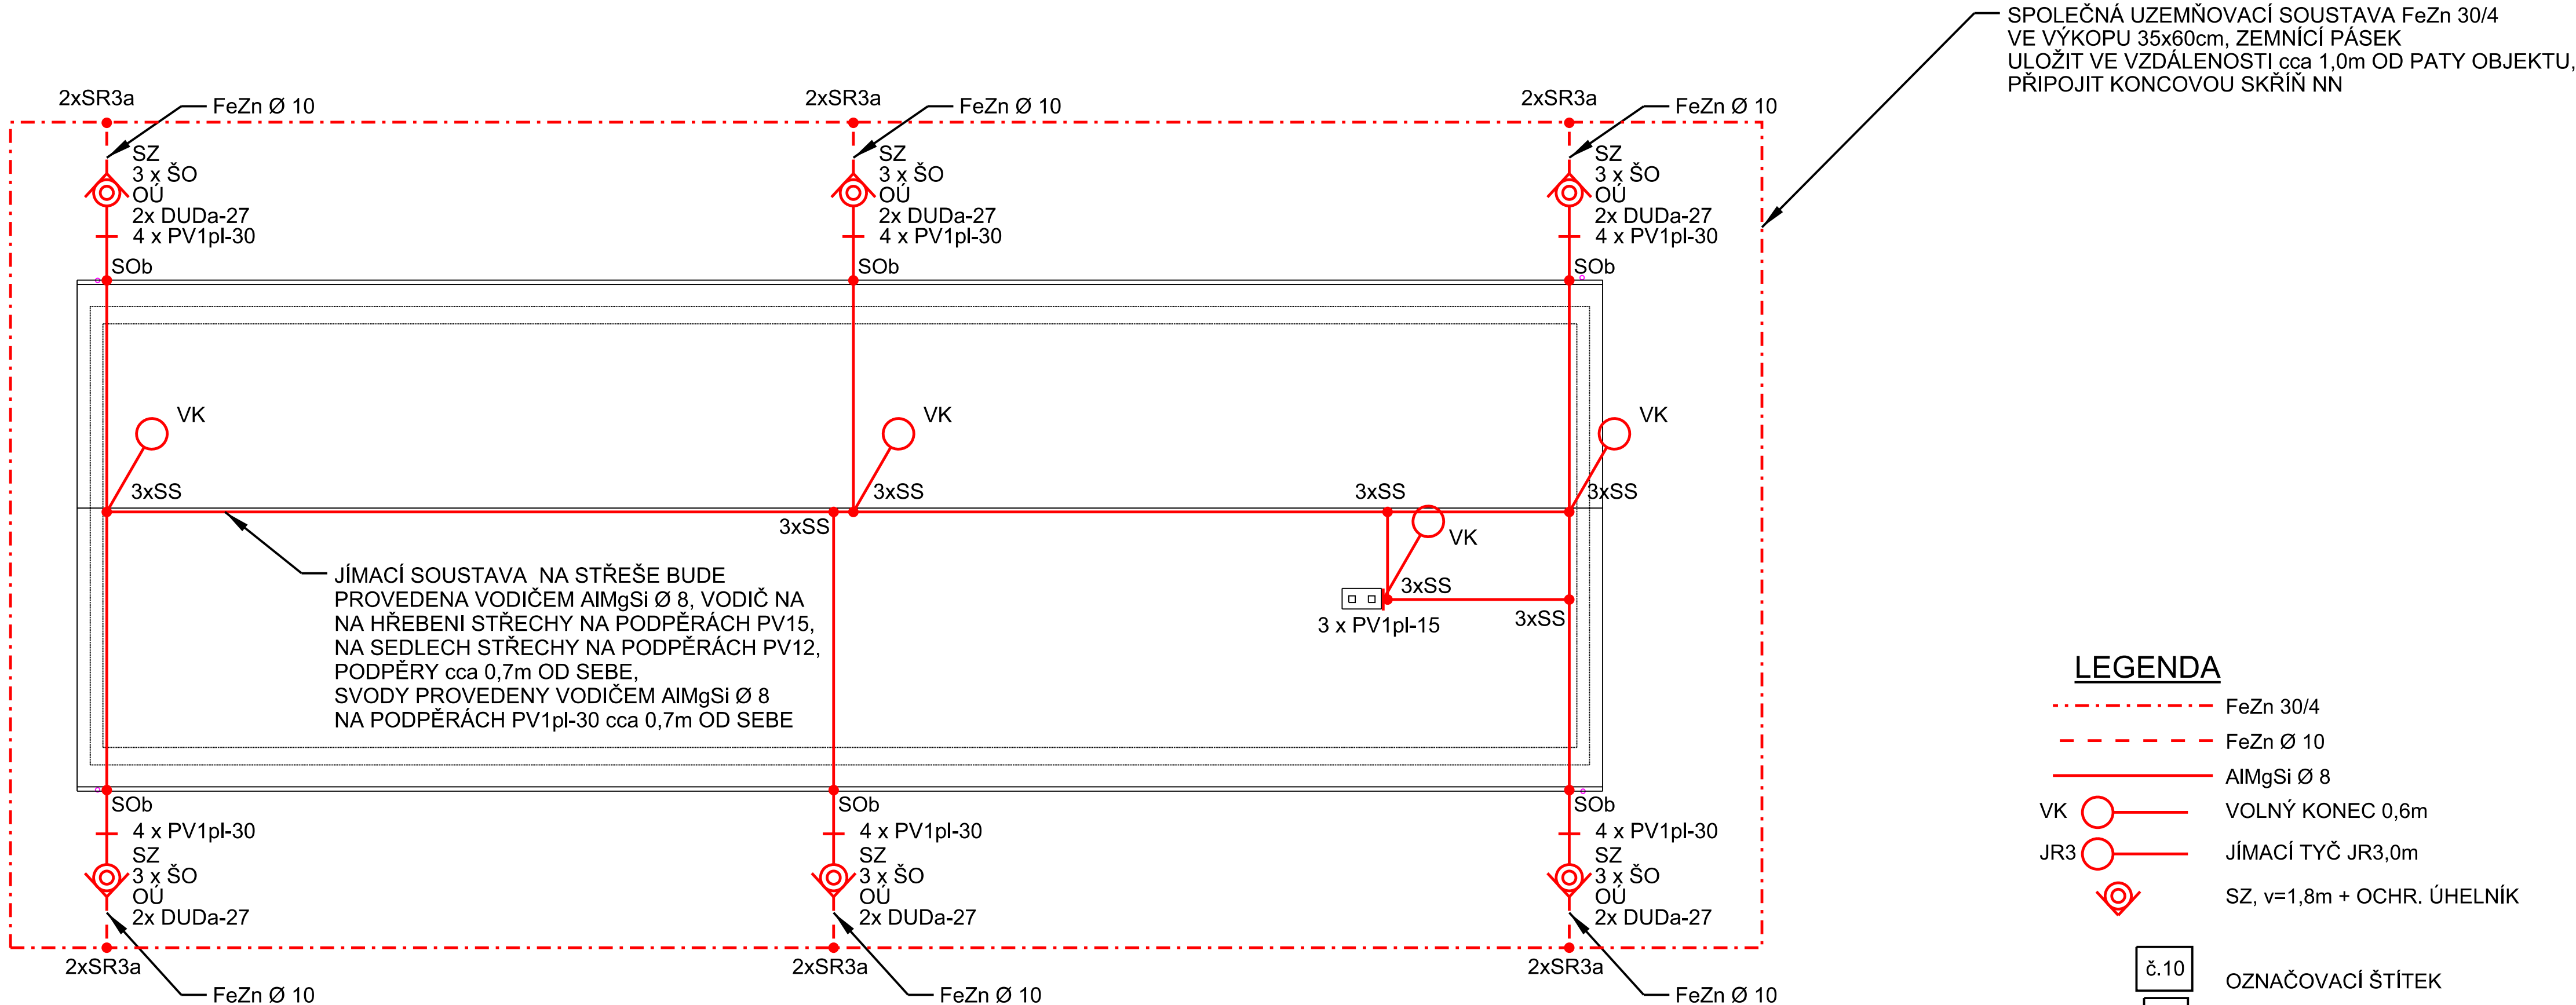 SPOLEČNÁ UZEMŇOVACÍ SOUSTAVA FeZn 30/4
VE VÝKOPU 35x60cm, ZEMNÍCÍ PÁSEK
ULOŽIT VE VZDÁLENOSTI cca 1,0m OD PATY OBJEKTU,
PŘIPOJIT KONCOVOU SKŘÍŇ NN
2xSR3a
FeZn Ø 10
2xSR3a
FeZn Ø 10
2xSR3a
FeZn Ø 10
SZ
3 x ŠO
OÚ
2x DUDa-27
4 x PV1pl-30
SOb
SZ
3 x ŠO
OÚ
2x DUDa-27
4 x PV1pl-30
SOb
SZ
3 x ŠO
OÚ
2x DUDa-27
4 x PV1pl-30
SOb
VK
VK
VK
3xSS
3xSS
3xSS
3xSS
3xSS
VK
3xSS
3xSS
3 x PV1pl-15
JÍMACÍ SOUSTAVA NA STŘEŠE BUDE
PROVEDENA VODIČEM AlMgSi Ø 8, VODIČ NA
NA HŘEBENI STŘECHY NA PODPĚRÁCH PV15,
NA SEDLECH STŘECHY NA PODPĚRÁCH PV12,
PODPĚRY cca 0,7m OD SEBE,
SVODY PROVEDENY VODIČEM AlMgSi Ø 8
NA PODPĚRÁCH PV1pl-30 cca 0,7m OD SEBE
SOb
4 x PV1pl-30
SZ
3 x ŠO
OÚ
2x DUDa-27
2xSR3a
FeZn Ø 10
SOb
4 x PV1pl-30
SZ
3 x ŠO
OÚ
2x DUDa-27
2xSR3a
FeZn Ø 10
SOb
4 x PV1pl-30
SZ
3 x ŠO
OÚ
2x DUDa-27
2xSR3a
FeZn Ø 10
LEGENDA
FeZn 30/4
FeZn Ø 10
AlMgSi Ø 8
VK VOLNÝ KONEC 0,6m
JR3 JÍMACÍ TYČ JR3,0m
SZ, v=1,8m + OCHR. ÚHELNÍK
č.10 OZNAČOVACÍ ŠTÍTEK